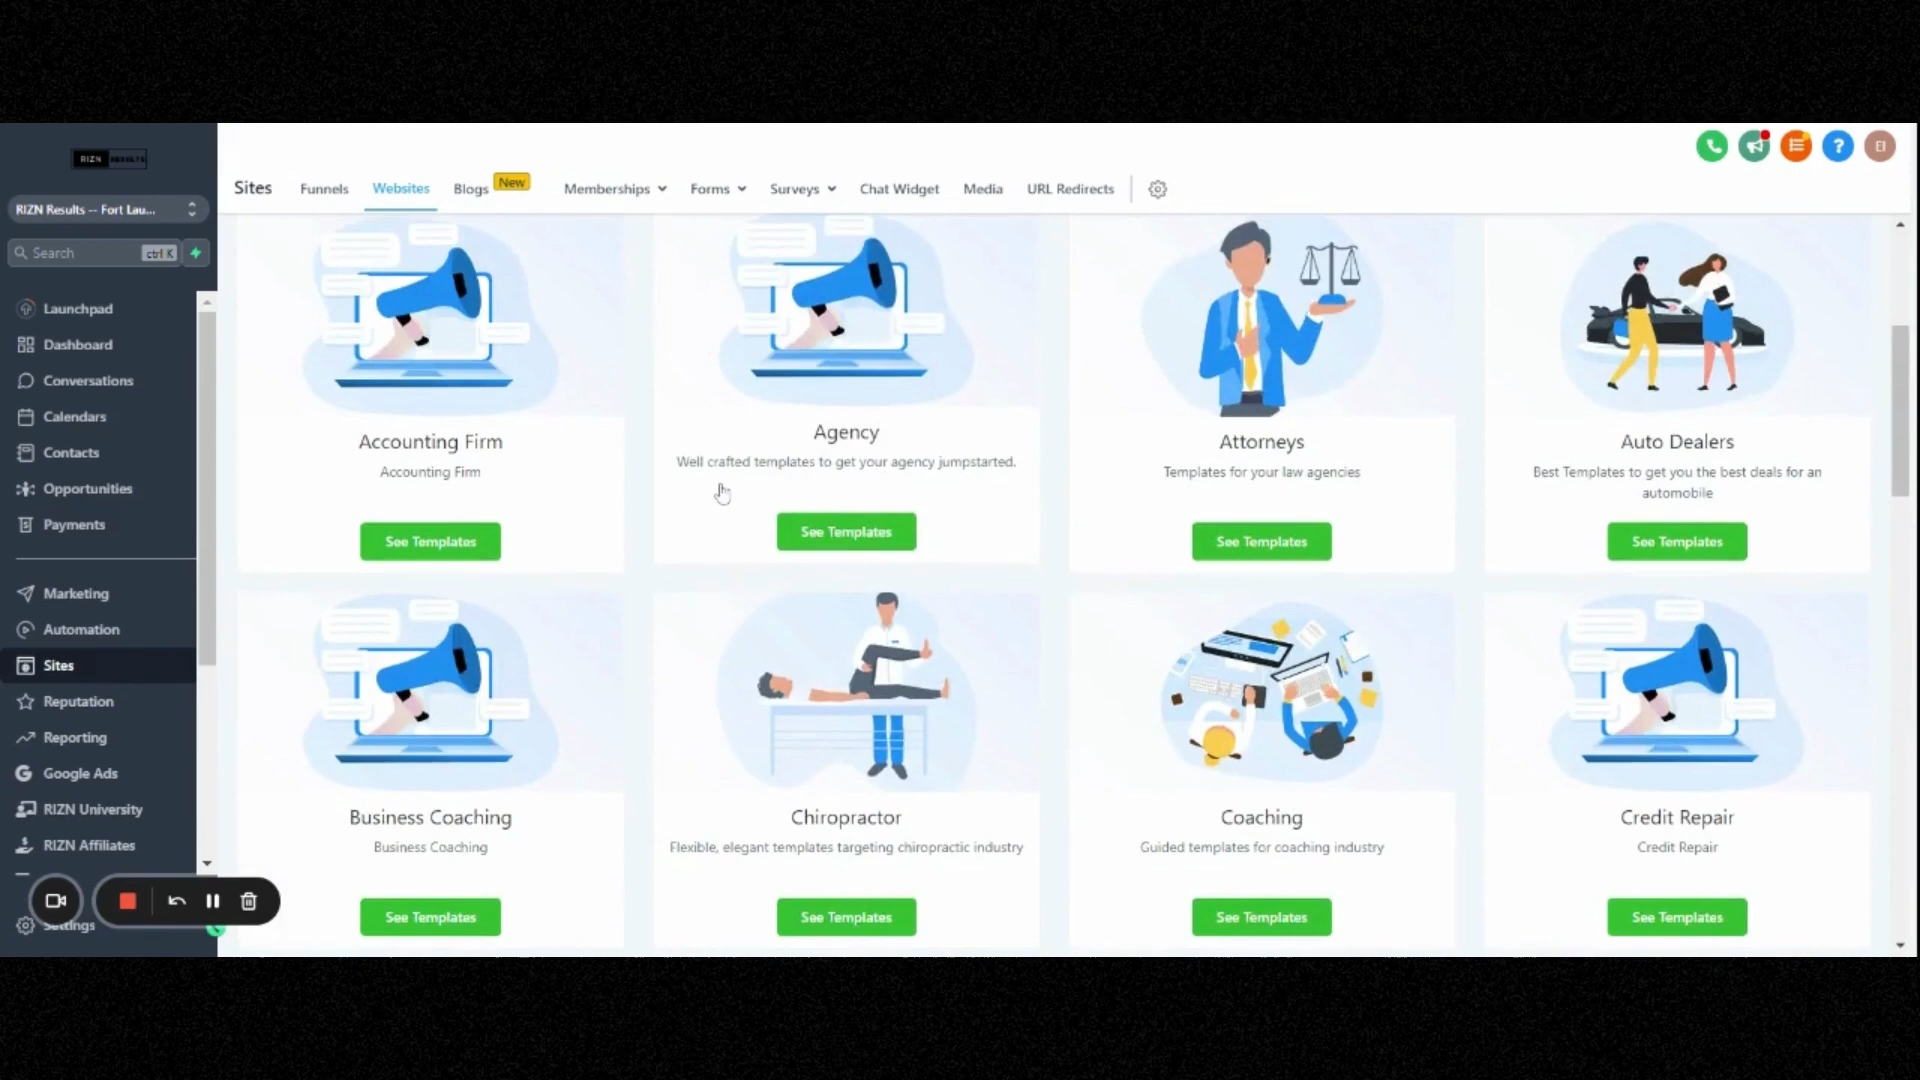 RIZN RESULTS
RIZN Results -- Fort Lau...
Search
ctrl K
Launchpad
Dashboard
Conversations
Calendars
Contacts
Opportunities
Payments
Marketing
Automation
Sites
Reputation
Reporting
Google Ads
RIZN University
RIZN Affiliates
Settings
Sites
Funnels
Websites
Blogs
New
Memberships
Forms
Surveys
Chat Widget
Media
URL Redirects
EI
Accounting Firm
Accounting Firm
See Templates
Agency
Well crafted templates to get your agency jumpstarted.
See Templates
Attorneys
Templates for your law agencies
See Templates
Auto Dealers
Best Templates to get you the best deals for an
automobile
See Templates
Business Coaching
Business Coaching
See Templates
Chiropractor
Flexible, elegant templates targeting chiropractic industry
See Templates
Coaching
Guided templates for coaching industry
See Templates
Credit Repair
Credit Repair
See Templates